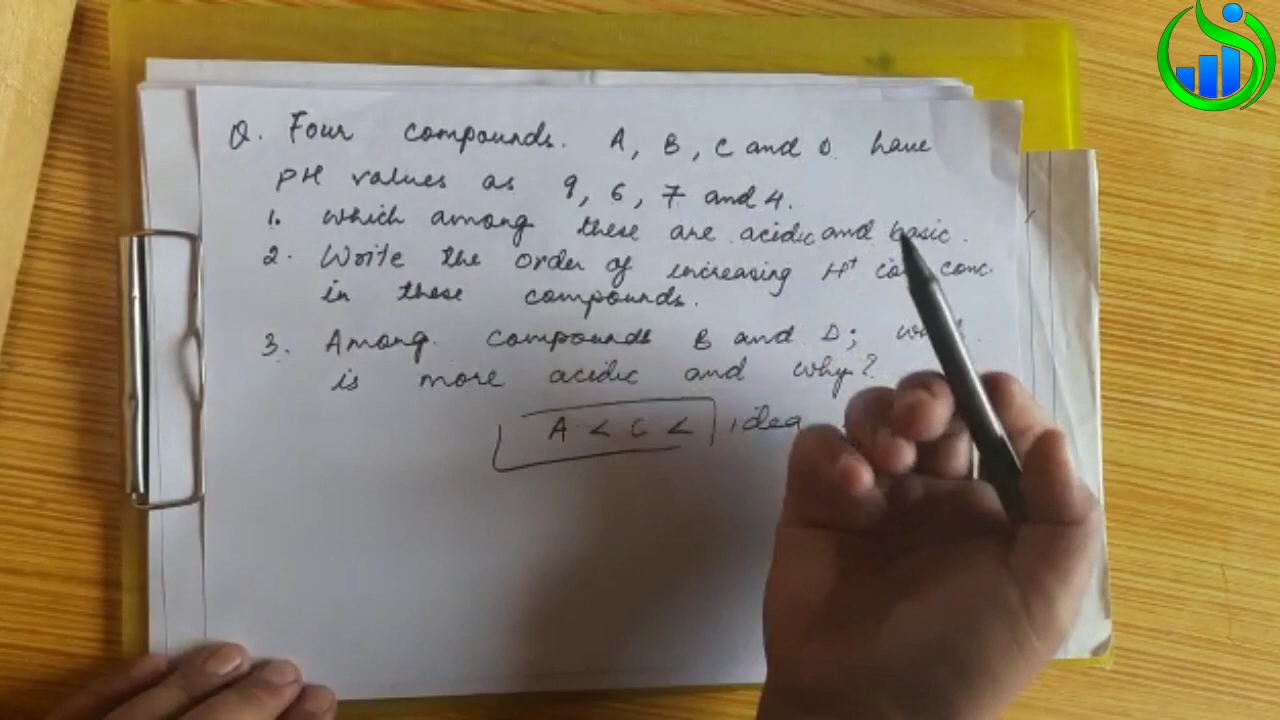 Q. Four compounds. A, B, C and D. have
pH values as 9, 6, 7 and 4.
1. which among these are acidic and basic.
2. Write the order of increasing H⁺ conc.
in these compounds.
3. Among compounds B and D;
is more acidic and why?
A < C < idea